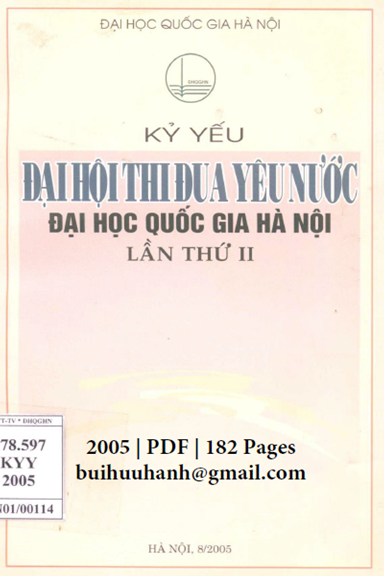 ĐẠI HỌC QUỐC GIA HÀ NỘI
ĐHQGHN
KỶ YẾU
ĐẠI HỘI THI ĐUA YÊU NƯỚC
ĐẠI HỌC QUỐC GIA HÀ NỘI
LẦN THỨ II
T-TV * ĐHQGHN
78.597
KYY
2005
N01/00114
2005 | PDF | 182 Pages
buihuuhanh@gmail.com
HÀ NỘI, 8/2005